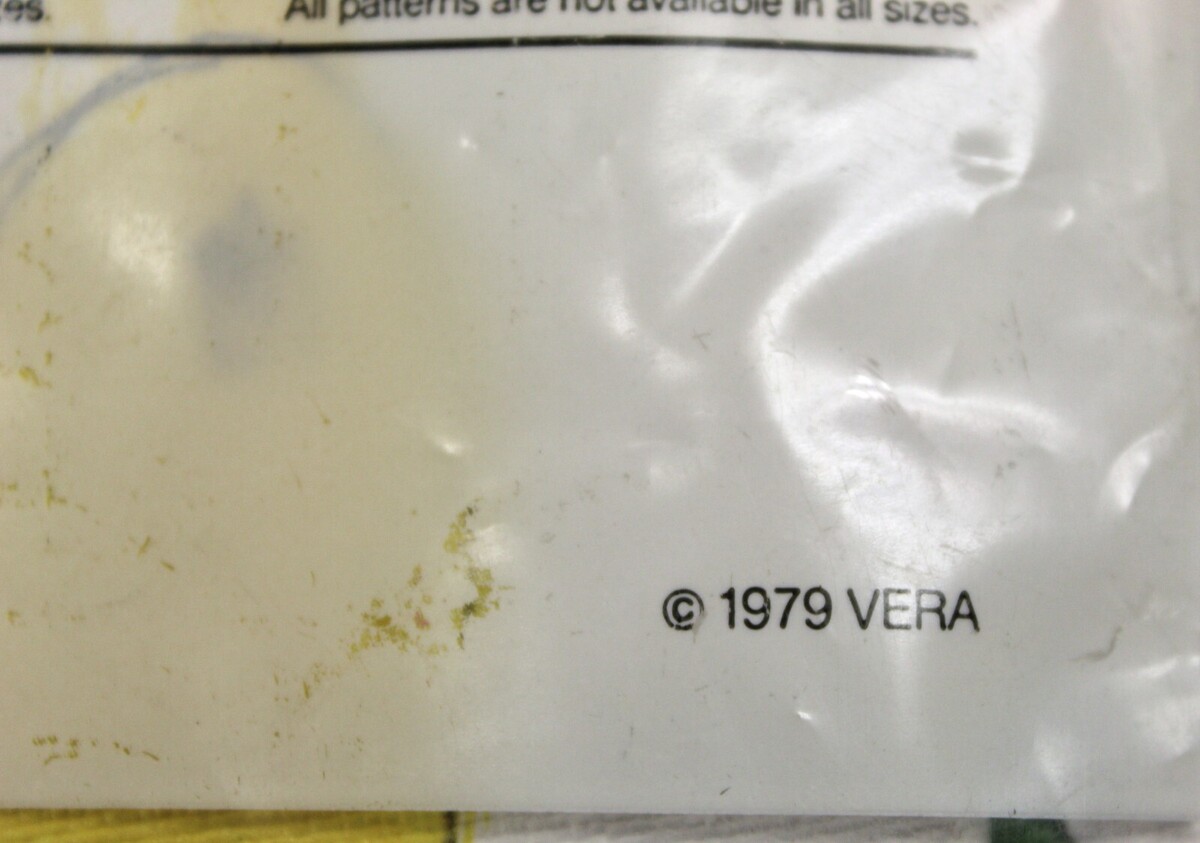 All patterns are not available in all sizes.
© 1979 VERA